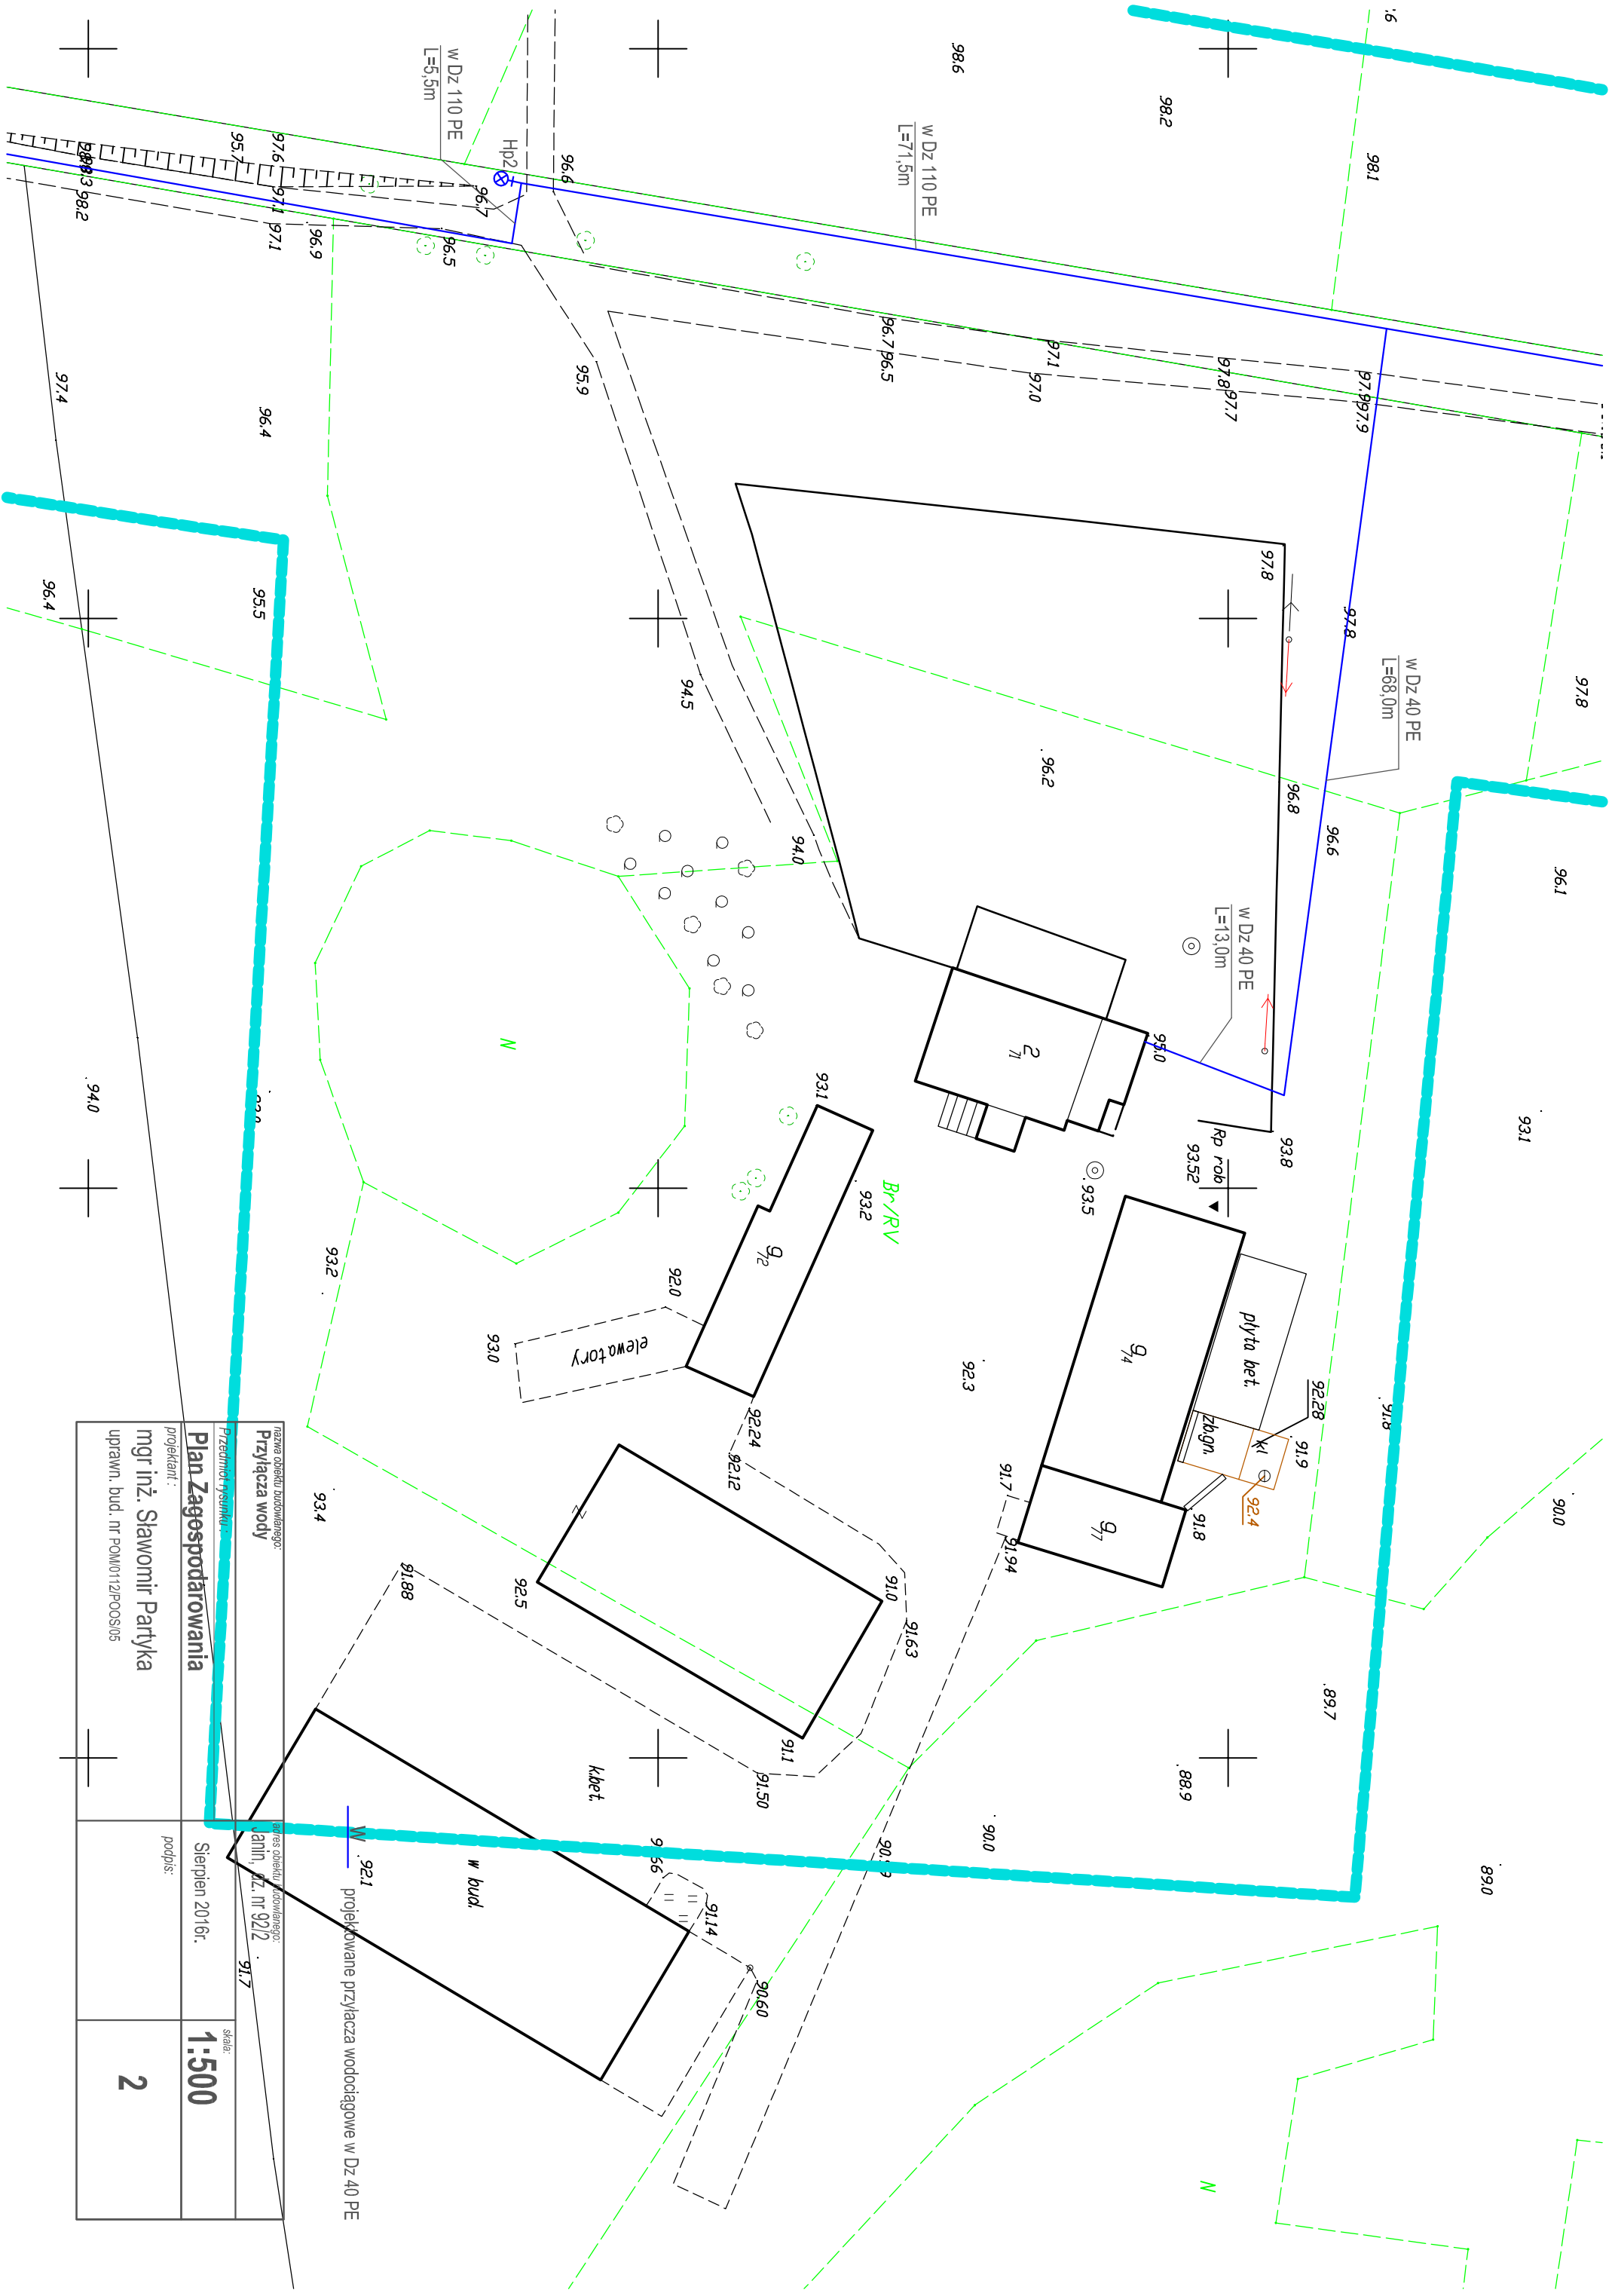 w Dz 110 PE
L=5,5m
Hp2
w Dz 110 PE
L=71,5m
w Dz 40 PE
L=68,0m
w Dz 40 PE
L=13,0m
98.6
98.2
98.1
97.6
95.7
98.2
97.1
97.1
96.9
96.7
96.5
96.6
96.7
96.5
97.1
97.0
97.8
97.7
97.9
97.9
97.4
96.4
95.9
96.4
95.5
94.5
97.8
97.8
97.8
96.2
96.8
96.6
96.1
94.0
94.0
95.0
93.8
93.1
93.1
93.2
Rp rob
93.52
93.5
Br/RV
N
93.2
92.0
93.0
elewatory
92.3
płyta bet.
92.28
zb.gn.
kl
91.9
92.4
91.8
91.8
91.7
91.94
90.0
92.24
92.12
93.4
91.88
92.5
91.0
91.63
91.1
91.50
k.bet.
89.7
88.9
90.0
89.0
w bud.
91.14
90.60
92.1
91.7
N
W
projektowane przyłacza wodociągowe w Dz 40 PE
nazwa obiektu budowlanego:
Przyłącza wody
adres obiektu budowlanego:
Janin, dz. nr 92/2
Przedmiot rysunku:
Plan Zagospodarowania
Sierpien 2016r.
skala:
1:500
projektant:
mgr inż. Sławomir Partyka
uprawn. bud. nr POM/0112/POOS/05
podpis:
2